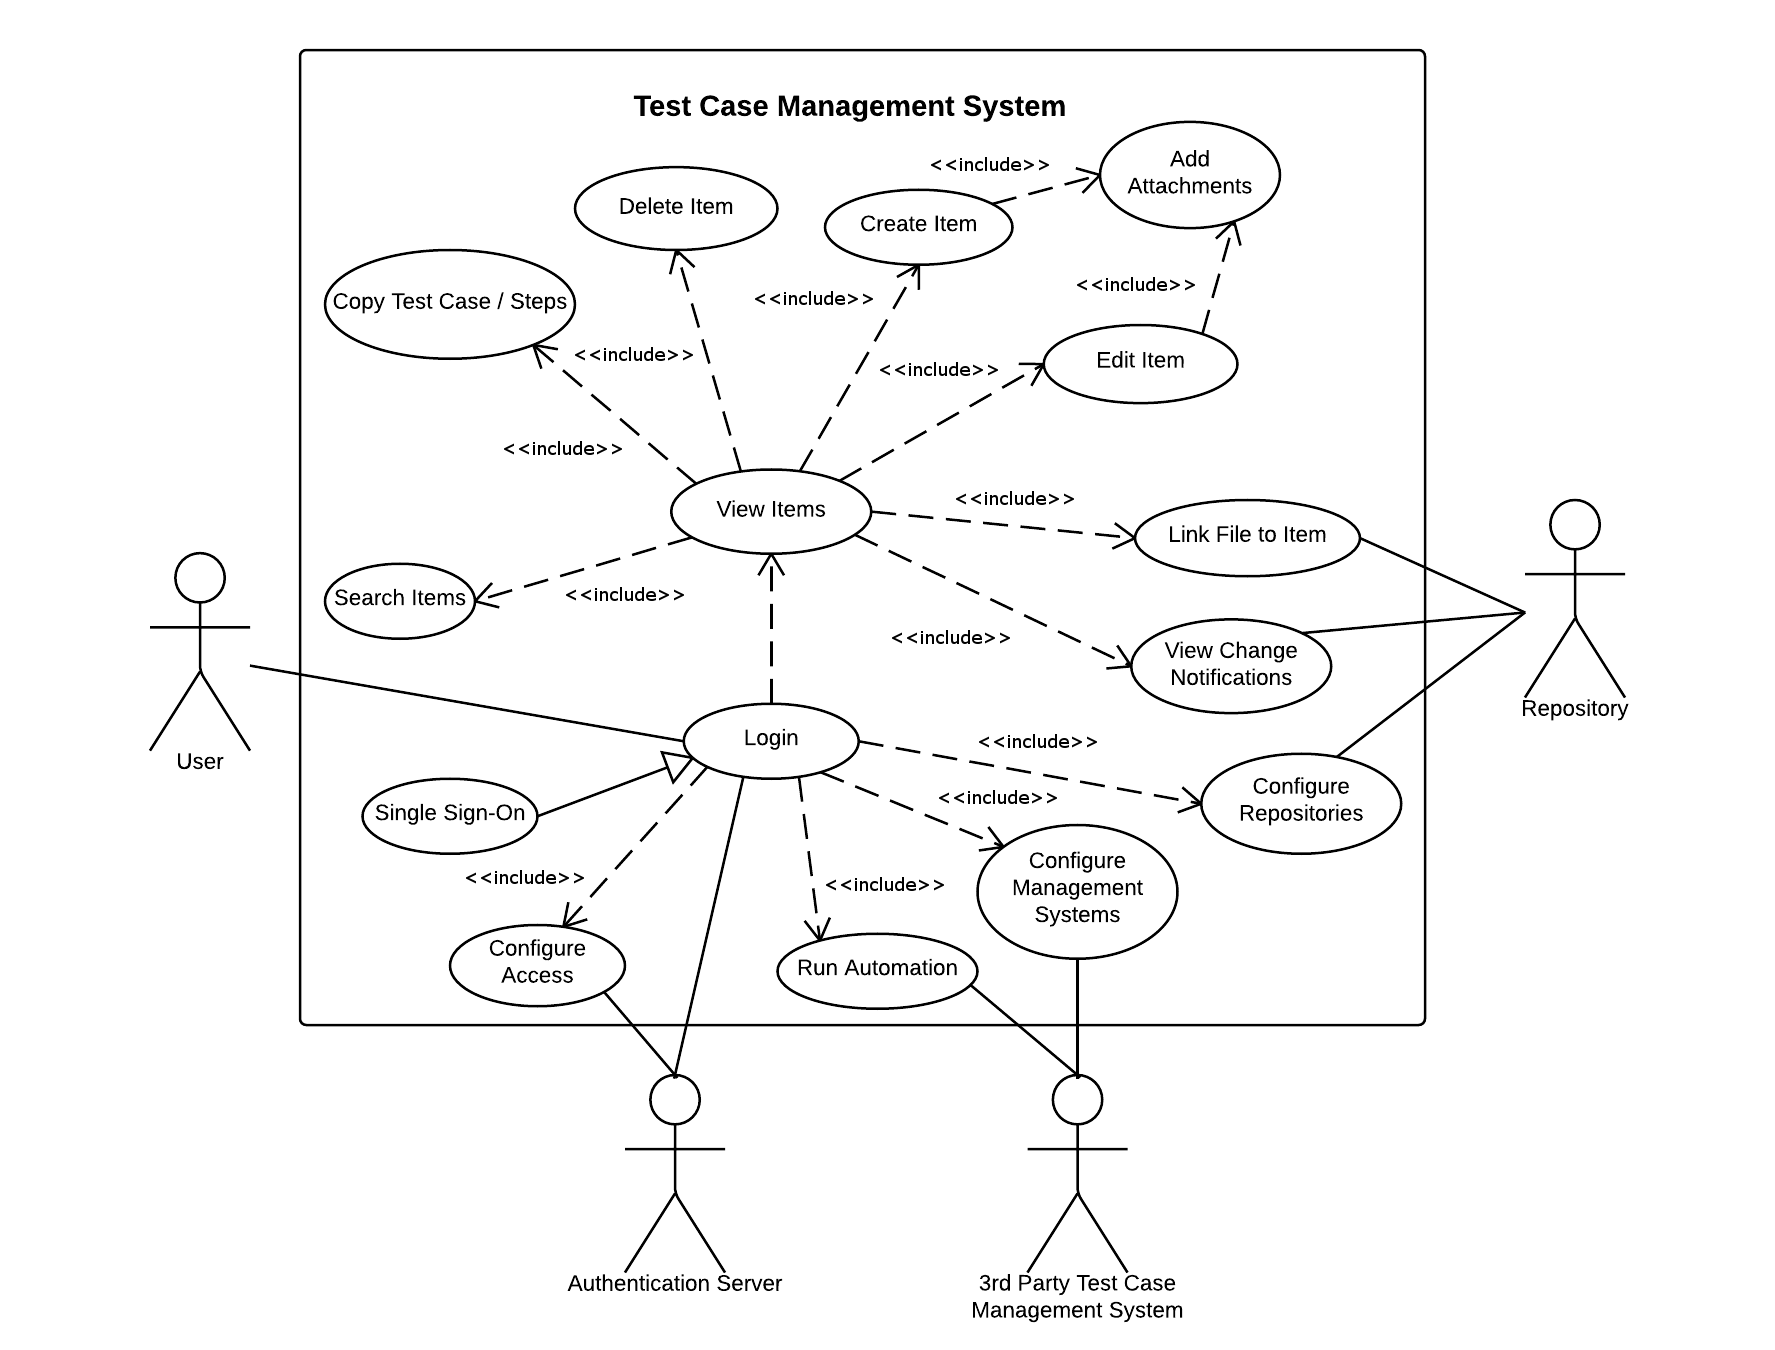 Test Case Management System
<<include>>
Add
Attachments
Delete Item
Create Item
<<include>>
<<include>>
Copy Test Case / Steps
<<include>>
<<include>>
Edit Item
<<include>>
View Items
<<include>>
Link File to Item
Search Items
<<include>>
<<include>>
View Change
Notifications
Repository
User
Login
<<include>>
Configure
Repositories
Single Sign-On
<<include>>
<<include>>
<<include>>
Configure
Management
Systems
Configure
Access
Run Automation
Authentication Server
3rd Party Test Case
Management System